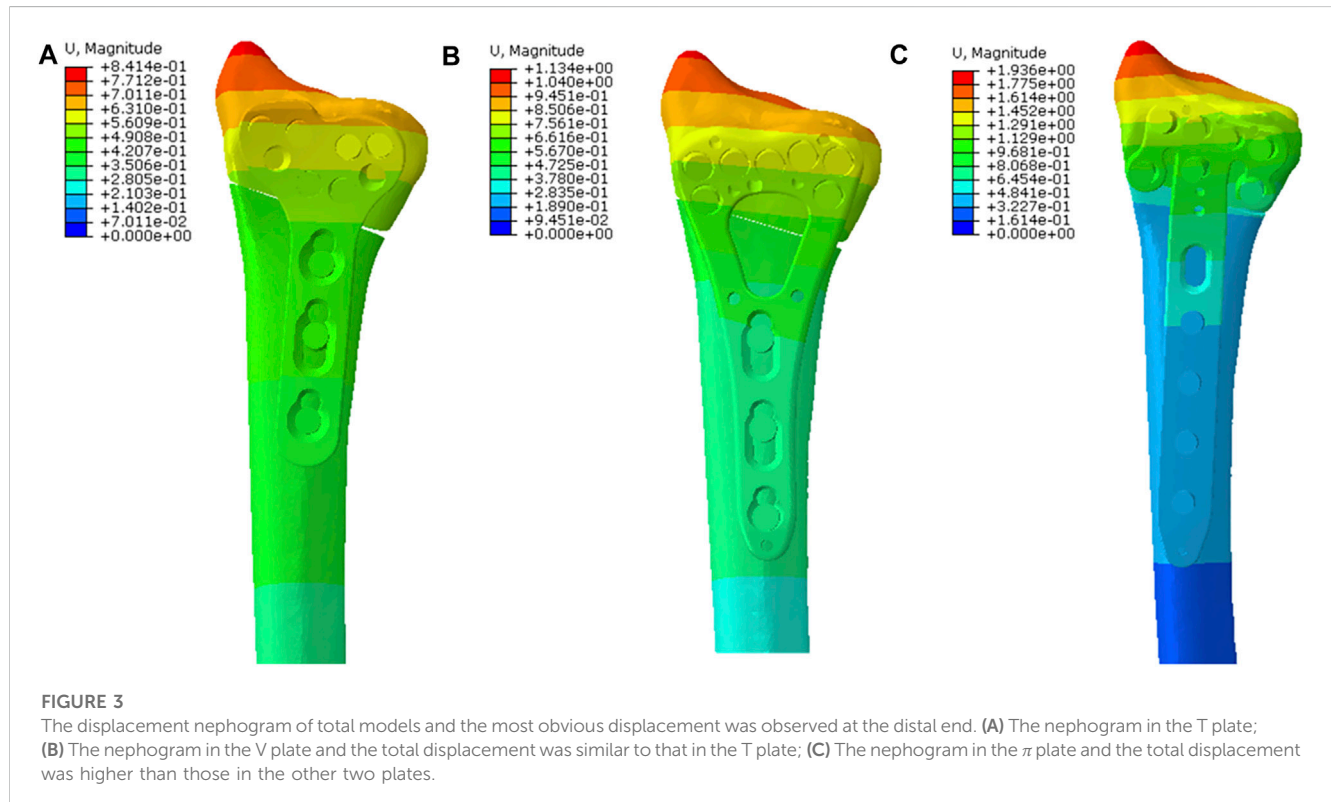 A
U, Magnitude
+8.414e-01
+7.712e-01
+7.011e-01
+6.310e-01
+5.609e-01
+4.908e-01
+4.207e-01
+3.506e-01
+2.805e-01
+2.103e-01
+1.402e-01
+7.011e-02
+0.000e+00
B
U, Magnitude
+1.134e+00
+1.040e+00
+9.451e-01
+8.506e-01
+7.561e-01
+6.616e-01
+5.670e-01
+4.725e-01
+3.780e-01
+2.835e-01
+1.890e-01
+9.451e-02
+0.000e+00
C
U, Magnitude
+1.936e+00
+1.775e+00
+1.614e+00
+1.452e+00
+1.291e+00
+1.129e+00
+9.681e-01
+8.068e-01
+6.454e-01
+4.841e-01
+3.227e-01
+1.614e-01
+0.000e+00
FIGURE 3
The displacement nephogram of total models and the most obvious displacement was observed at the distal end. (A) The nephogram in the T plate;
(B) The nephogram in the V plate and the total displacement was similar to that in the T plate; (C) The nephogram in the π plate and the total displacement
was higher than those in the other two plates.